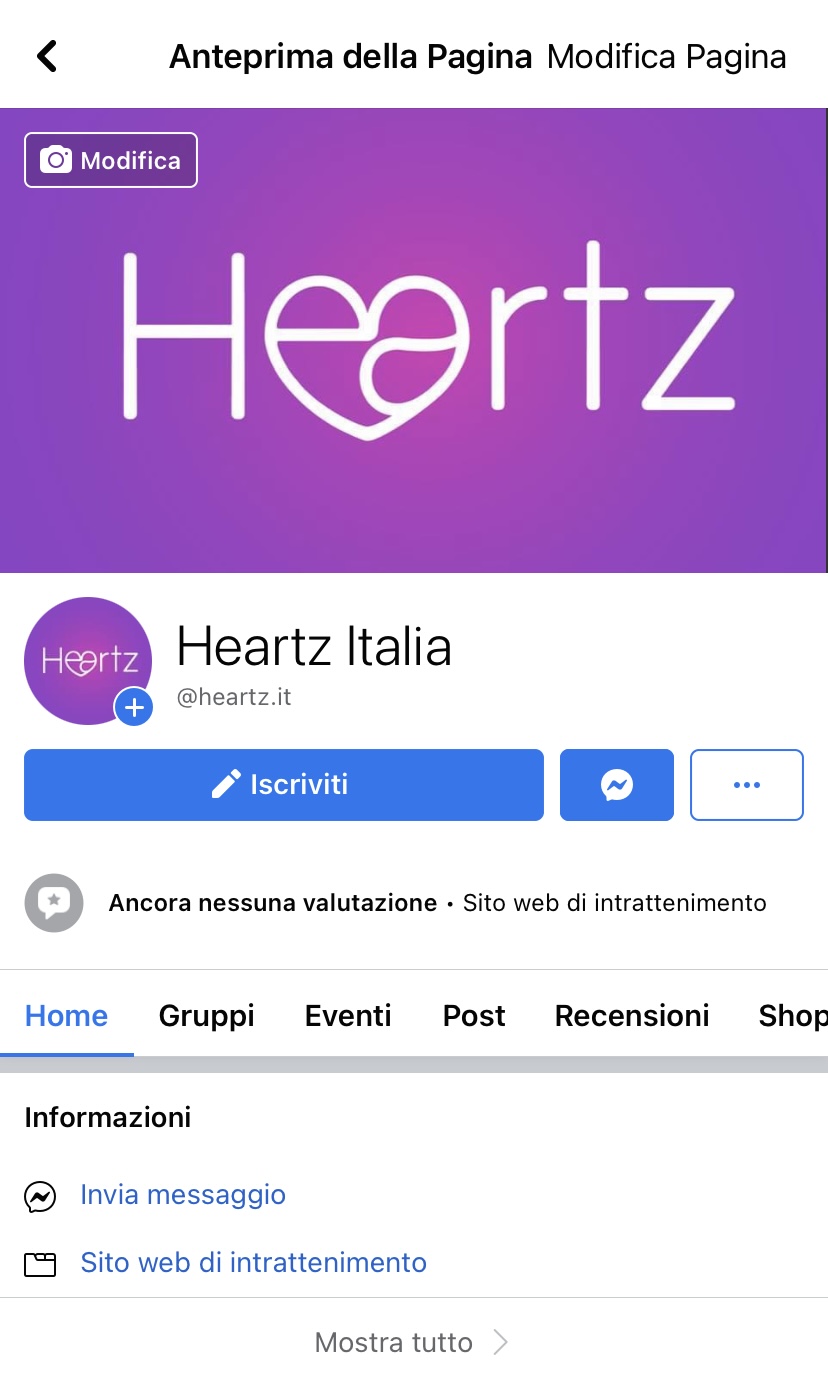 Anteprima della Pagina Modifica Pagina
Modifica
Heartz
Heartz
Heartz Italia
@heartz.it
Iscriviti
Ancora nessuna valutazione • Sito web di intrattenimento
Home Gruppi Eventi Post Recensioni Shop
Informazioni
Invia messaggio
Sito web di intrattenimento
Mostra tutto